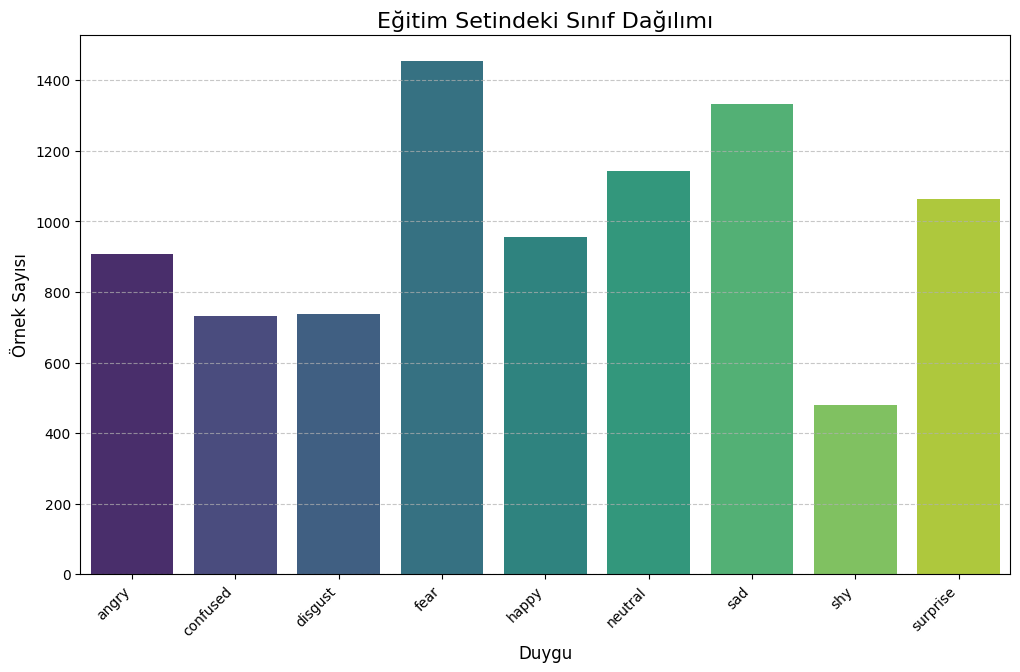 Eğitim Setindeki Sınıf Dağılımı
Örnek Sayısı
1400
1200
1000
800
600
400
200
0
angry
confused
disgust
fear
happy
neutral
sad
shy
surprise
Duygu